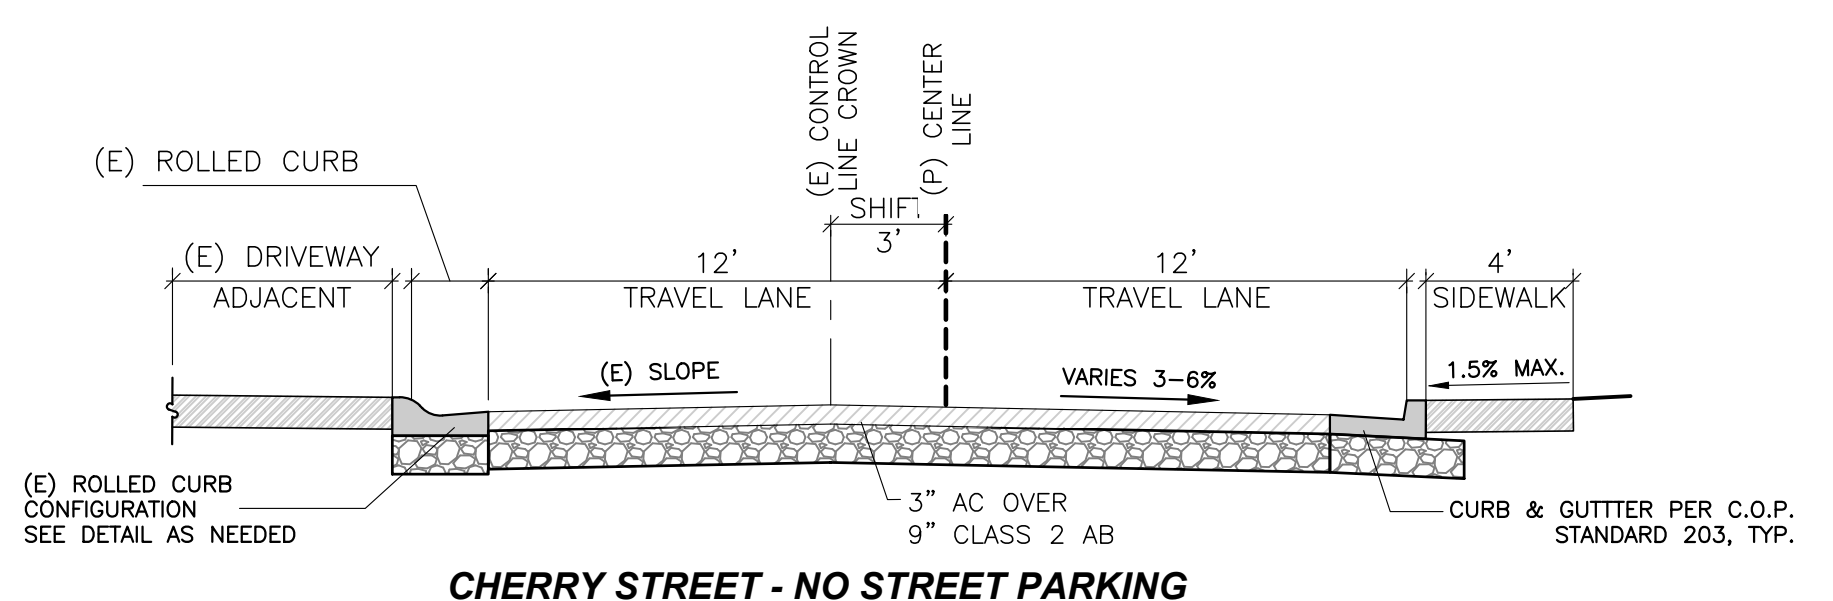 (E) CONTROL
LINE CROWN
(P) CENTER
LINE
(E) ROLLED CURB
SHIFT
3'
(E) DRIVEWAY
ADJACENT
12'
TRAVEL LANE
12'
TRAVEL LANE
4'
SIDEWALK
(E) SLOPE
VARIES 3-6%
1.5% MAX.
(E) ROLLED CURB
CONFIGURATION
SEE DETAIL AS NEEDED
3" AC OVER
9" CLASS 2 AB
CURB & GUTTTER PER C.O.P.
STANDARD 203, TYP.
CHERRY STREET - NO STREET PARKING